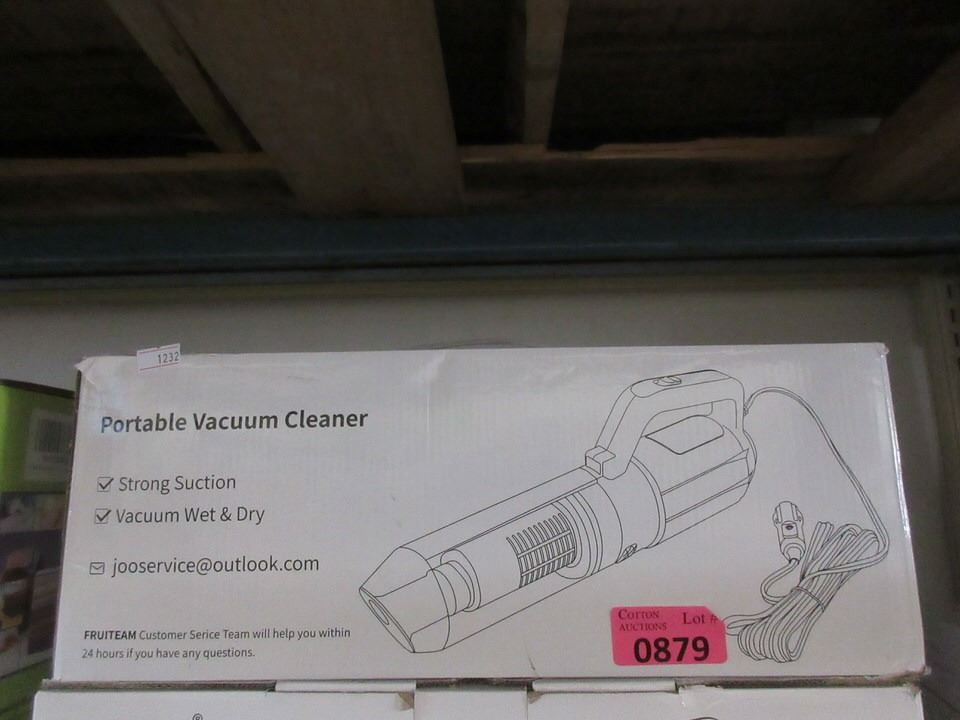 1232
Portable Vacuum Cleaner
Strong Suction
Vacuum Wet & Dry
jooservice@outlook.com
FRUITEAM Customer Serice Team will help you within
24 hours if you have any questions.
COTTON
AUCTIONS
Lot #
0879
®